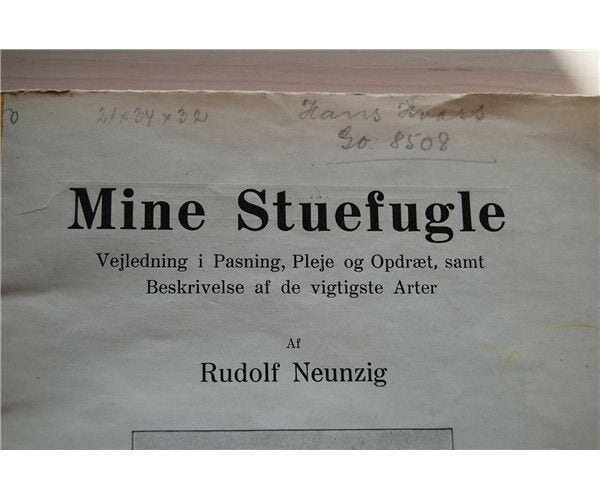 21×34×32
Hans Hvass
Go. 8508
Mine Stuefugle
Vejledning i Pasning, Pleje og Opdræt, samt
Beskrivelse af de vigtigste Arter
Af
Rudolf Neunzig